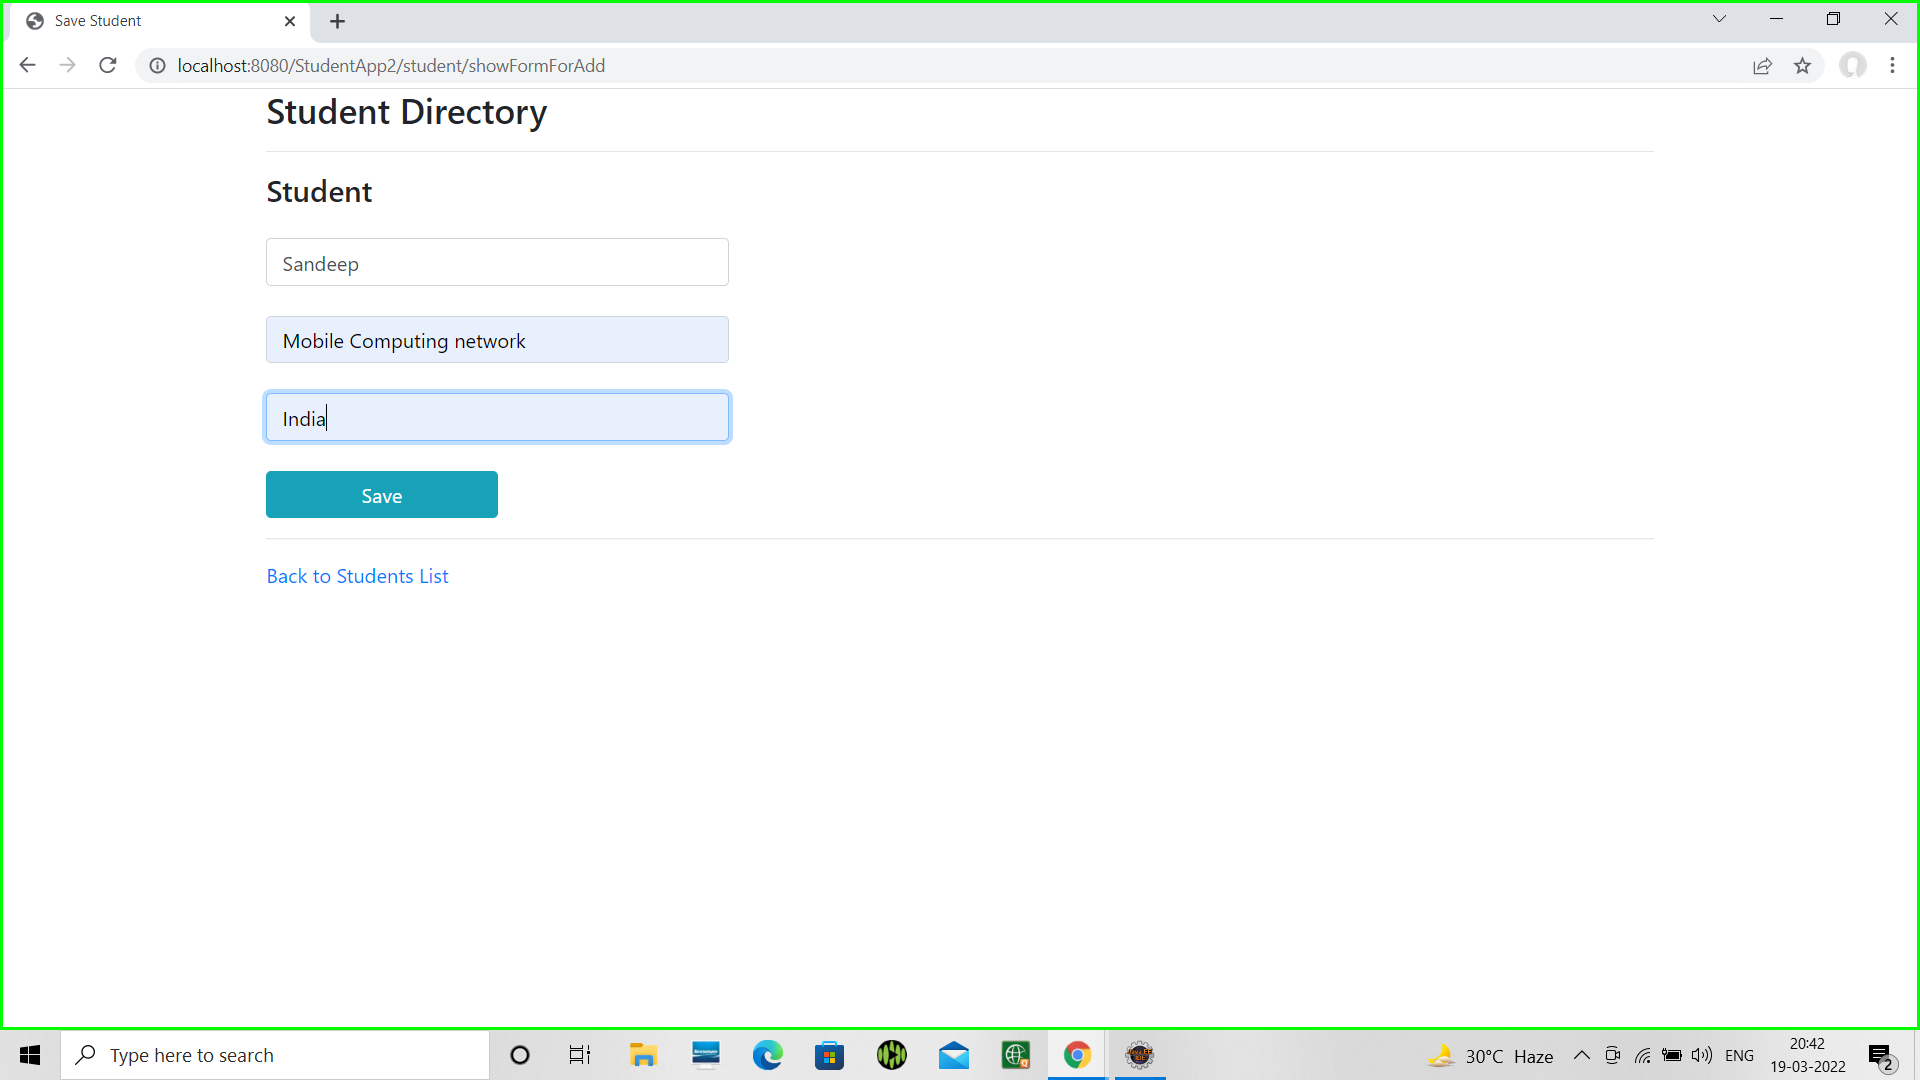 Save Student
localhost:8080/StudentApp2/student/showFormForAdd
Student Directory
Student
Sandeep
Mobile Computing network
India
Save
Back to Students List
Type here to search
30°C Haze
ENG
20:42
19-03-2022
2